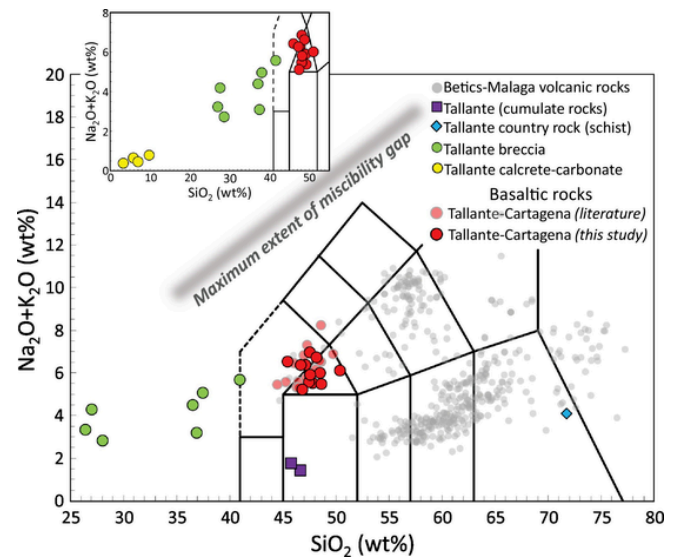 8
6
4
2
0
Na₂O+K₂O (wt%)
0 10 20 30 40 50
SiO₂ (wt%)
20
18
16
14
12
10
8
6
4
2
0
Na₂O+K₂O (wt%)
Maximum extent of miscibility gap
Betics-Malaga volcanic rocks
Tallante (cumulate rocks)
Tallante country rock (schist)
Tallante breccia
Tallante calcrete-carbonate
Basaltic rocks
Tallante-Cartagena (literature)
Tallante-Cartagena (this study)
25 30 35 40 45 50 55 60 65 70 75 80
SiO₂ (wt%)